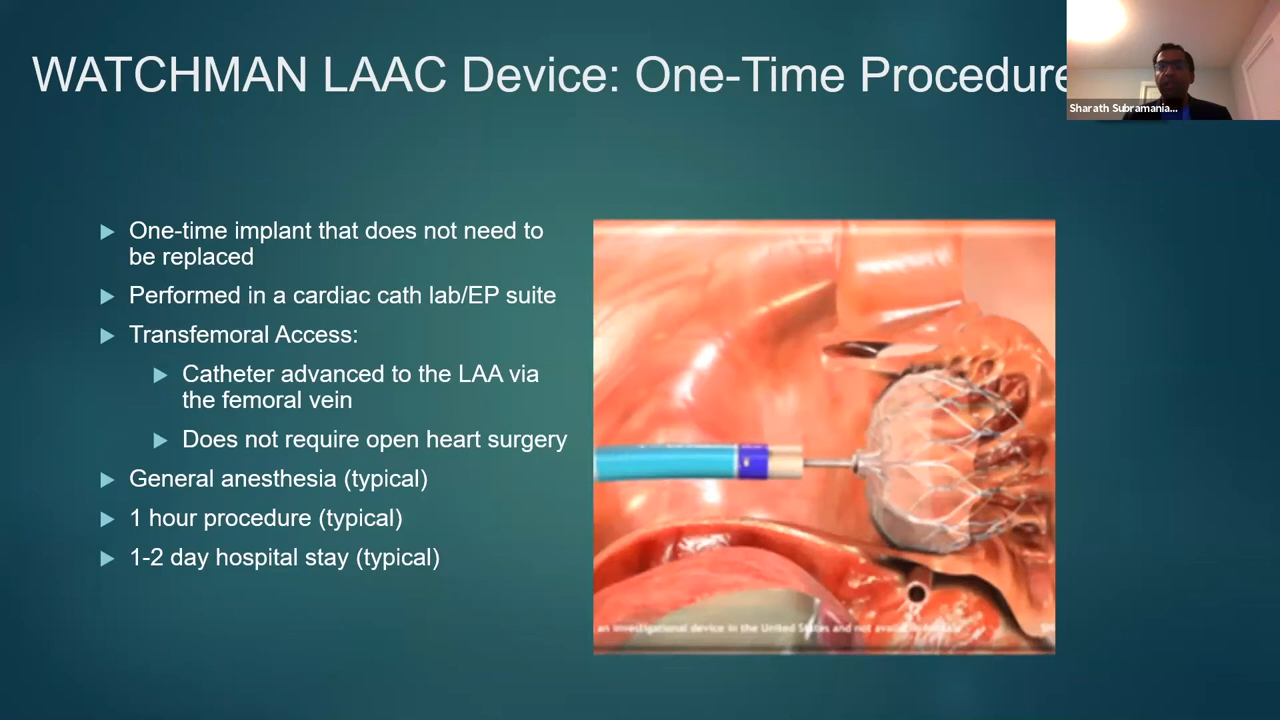 WATCHMAN LAAC Device: One-Time Procedure
Sharath Subramania...
One-time implant that does not need to
be replaced
Performed in a cardiac cath lab/EP suite
Transfemoral Access:
Catheter advanced to the LAA via
the femoral vein
Does not require open heart surgery
General anesthesia (typical)
1 hour procedure (typical)
1-2 day hospital stay (typical)
an investigational device in the United States and not